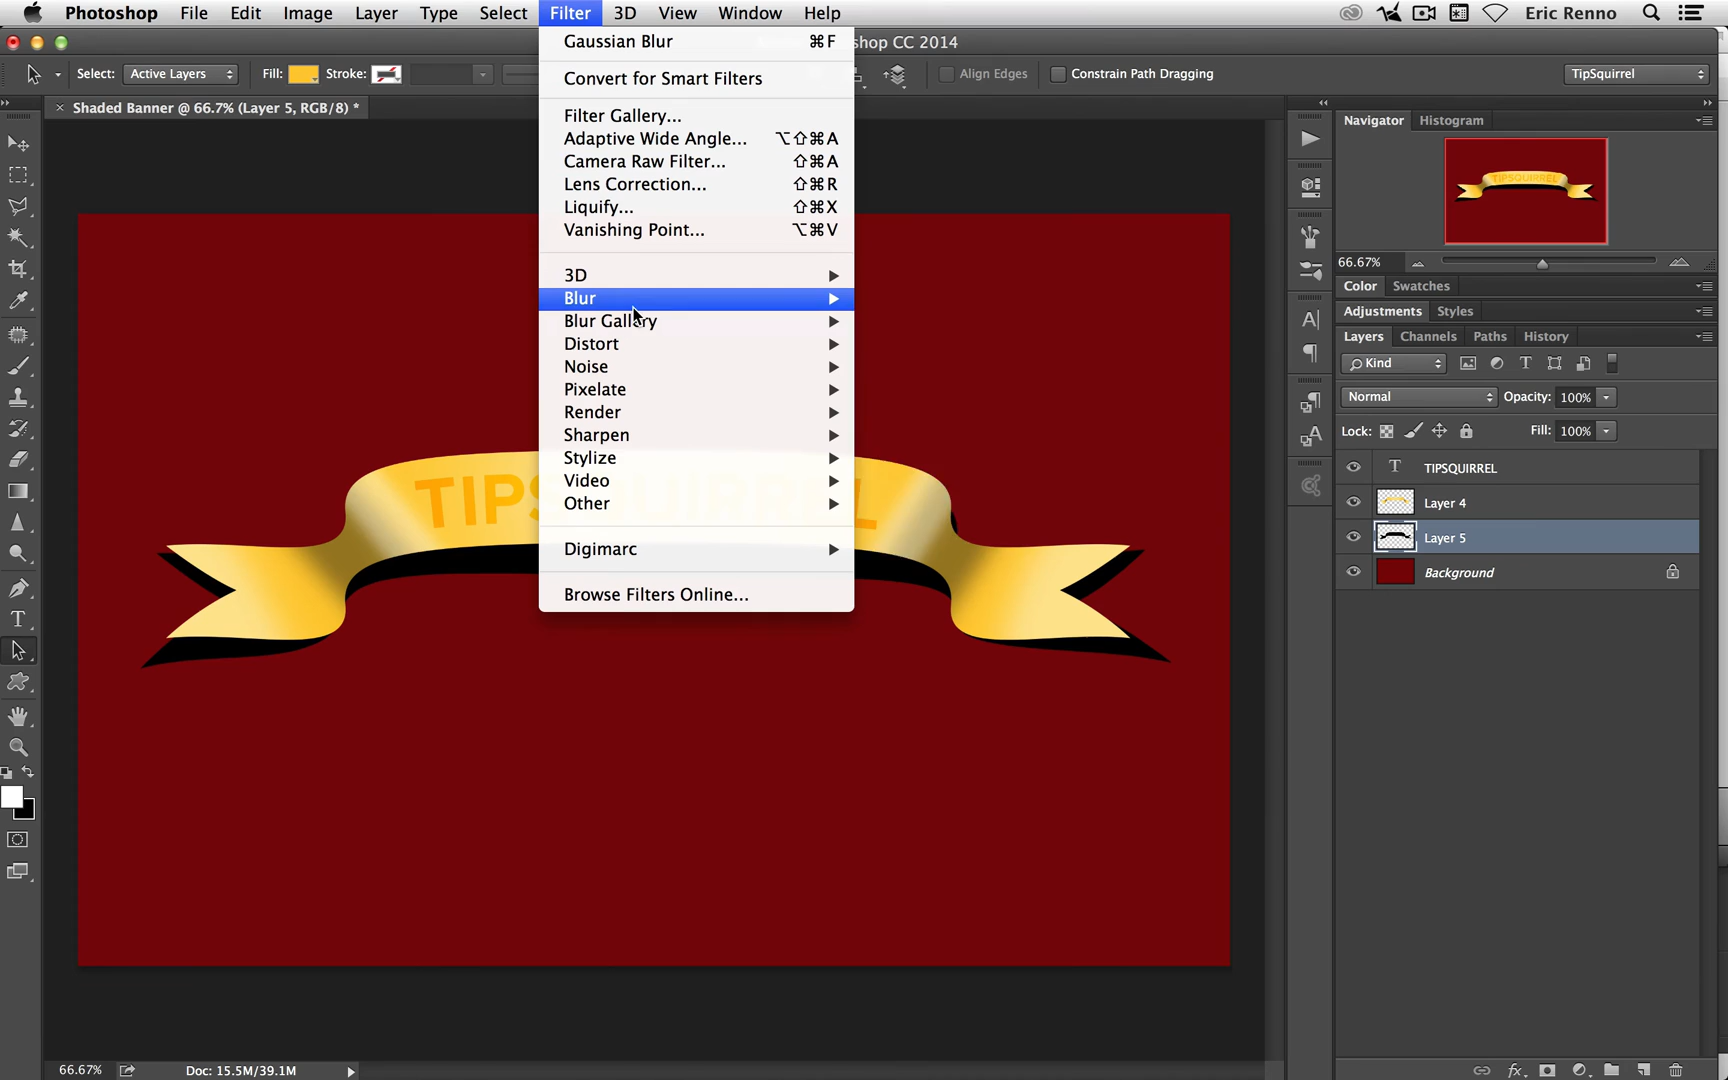 Photoshop File Edit Image Layer Type Select Filter 3D View Window Help Eric Renno
shop CC 2014
Select: Active Layers Fill: Stroke: Align Edges Constrain Path Dragging TipSquirrel
× Shaded Banner @ 66.7% (Layer 5, RGB/8) *
Gaussian Blur ⌘F
Convert for Smart Filters
Filter Gallery...
Adaptive Wide Angle... ⌥⇧⌘A
Camera Raw Filter... ⇧⌘A
Lens Correction... ⇧⌘R
Liquify... ⇧⌘X
Vanishing Point... ⌥⌘V
3D
Blur
Blur Gallery
Distort
Noise
Pixelate
Render
Sharpen
Stylize
Video
Other
Digimarc
Browse Filters Online...
TIPSQUIRREL
Navigator Histogram
TIPSQUIRREL
66.67%
Color Swatches
Adjustments Styles
Layers Channels Paths History
Kind
Normal Opacity: 100%
Lock: Fill: 100%
TIPSQUIRREL
Layer 4
Layer 5
Background
66.67% Doc: 15.5M/39.1M